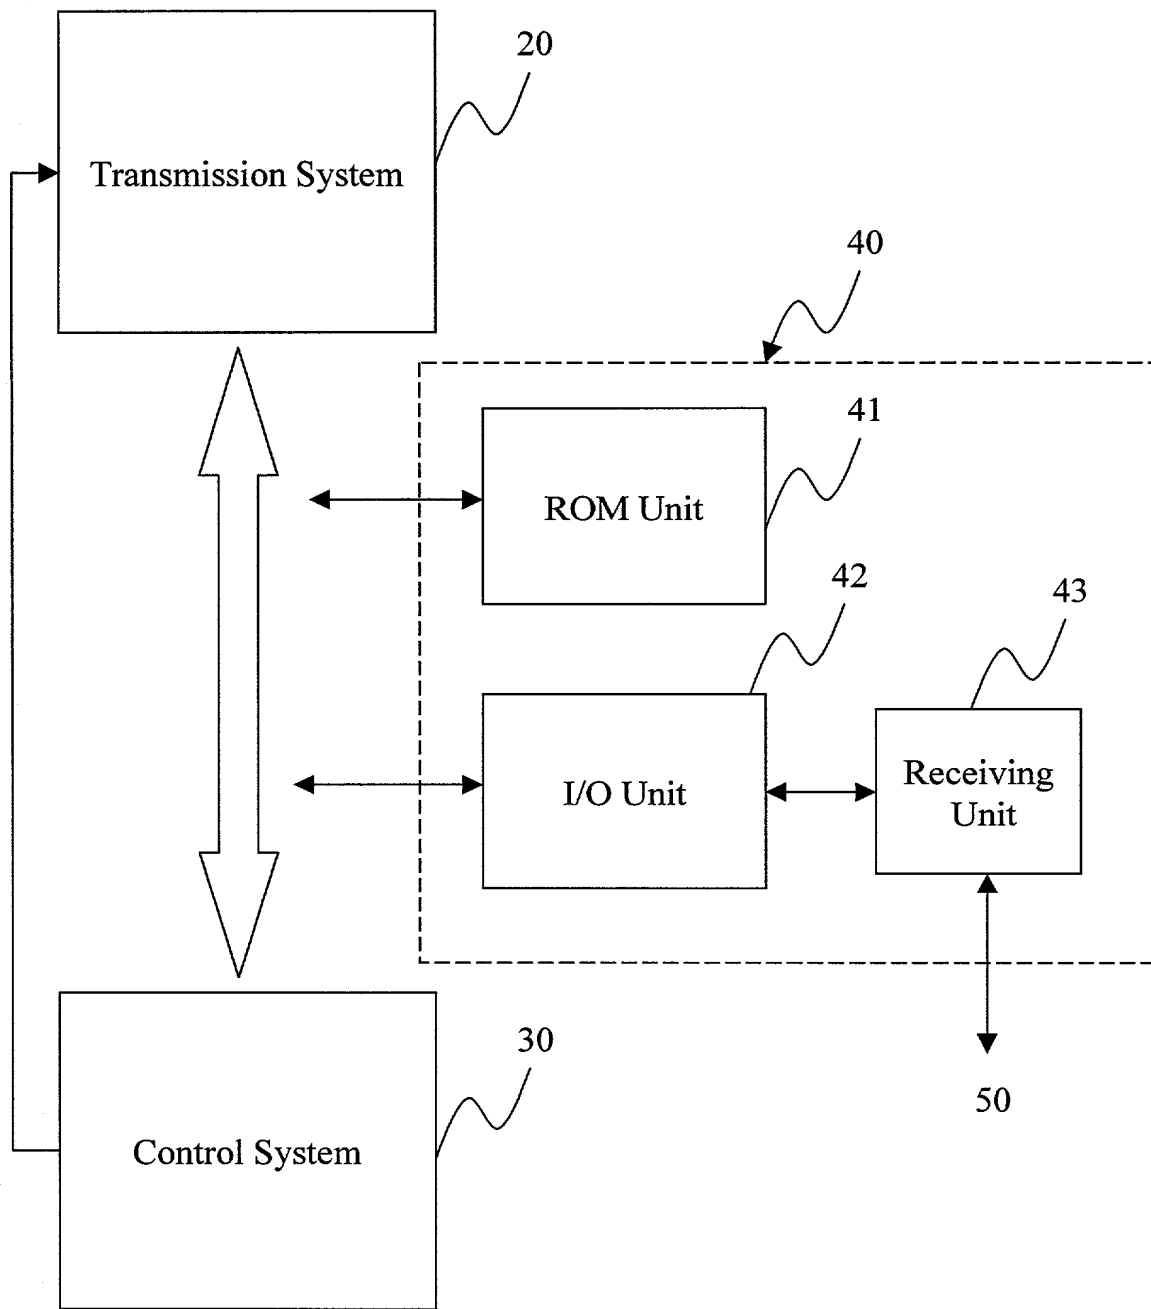 20
Transmission System
40
41
ROM Unit
42
43
I/O Unit
Receiving
Unit
30
50
Control System